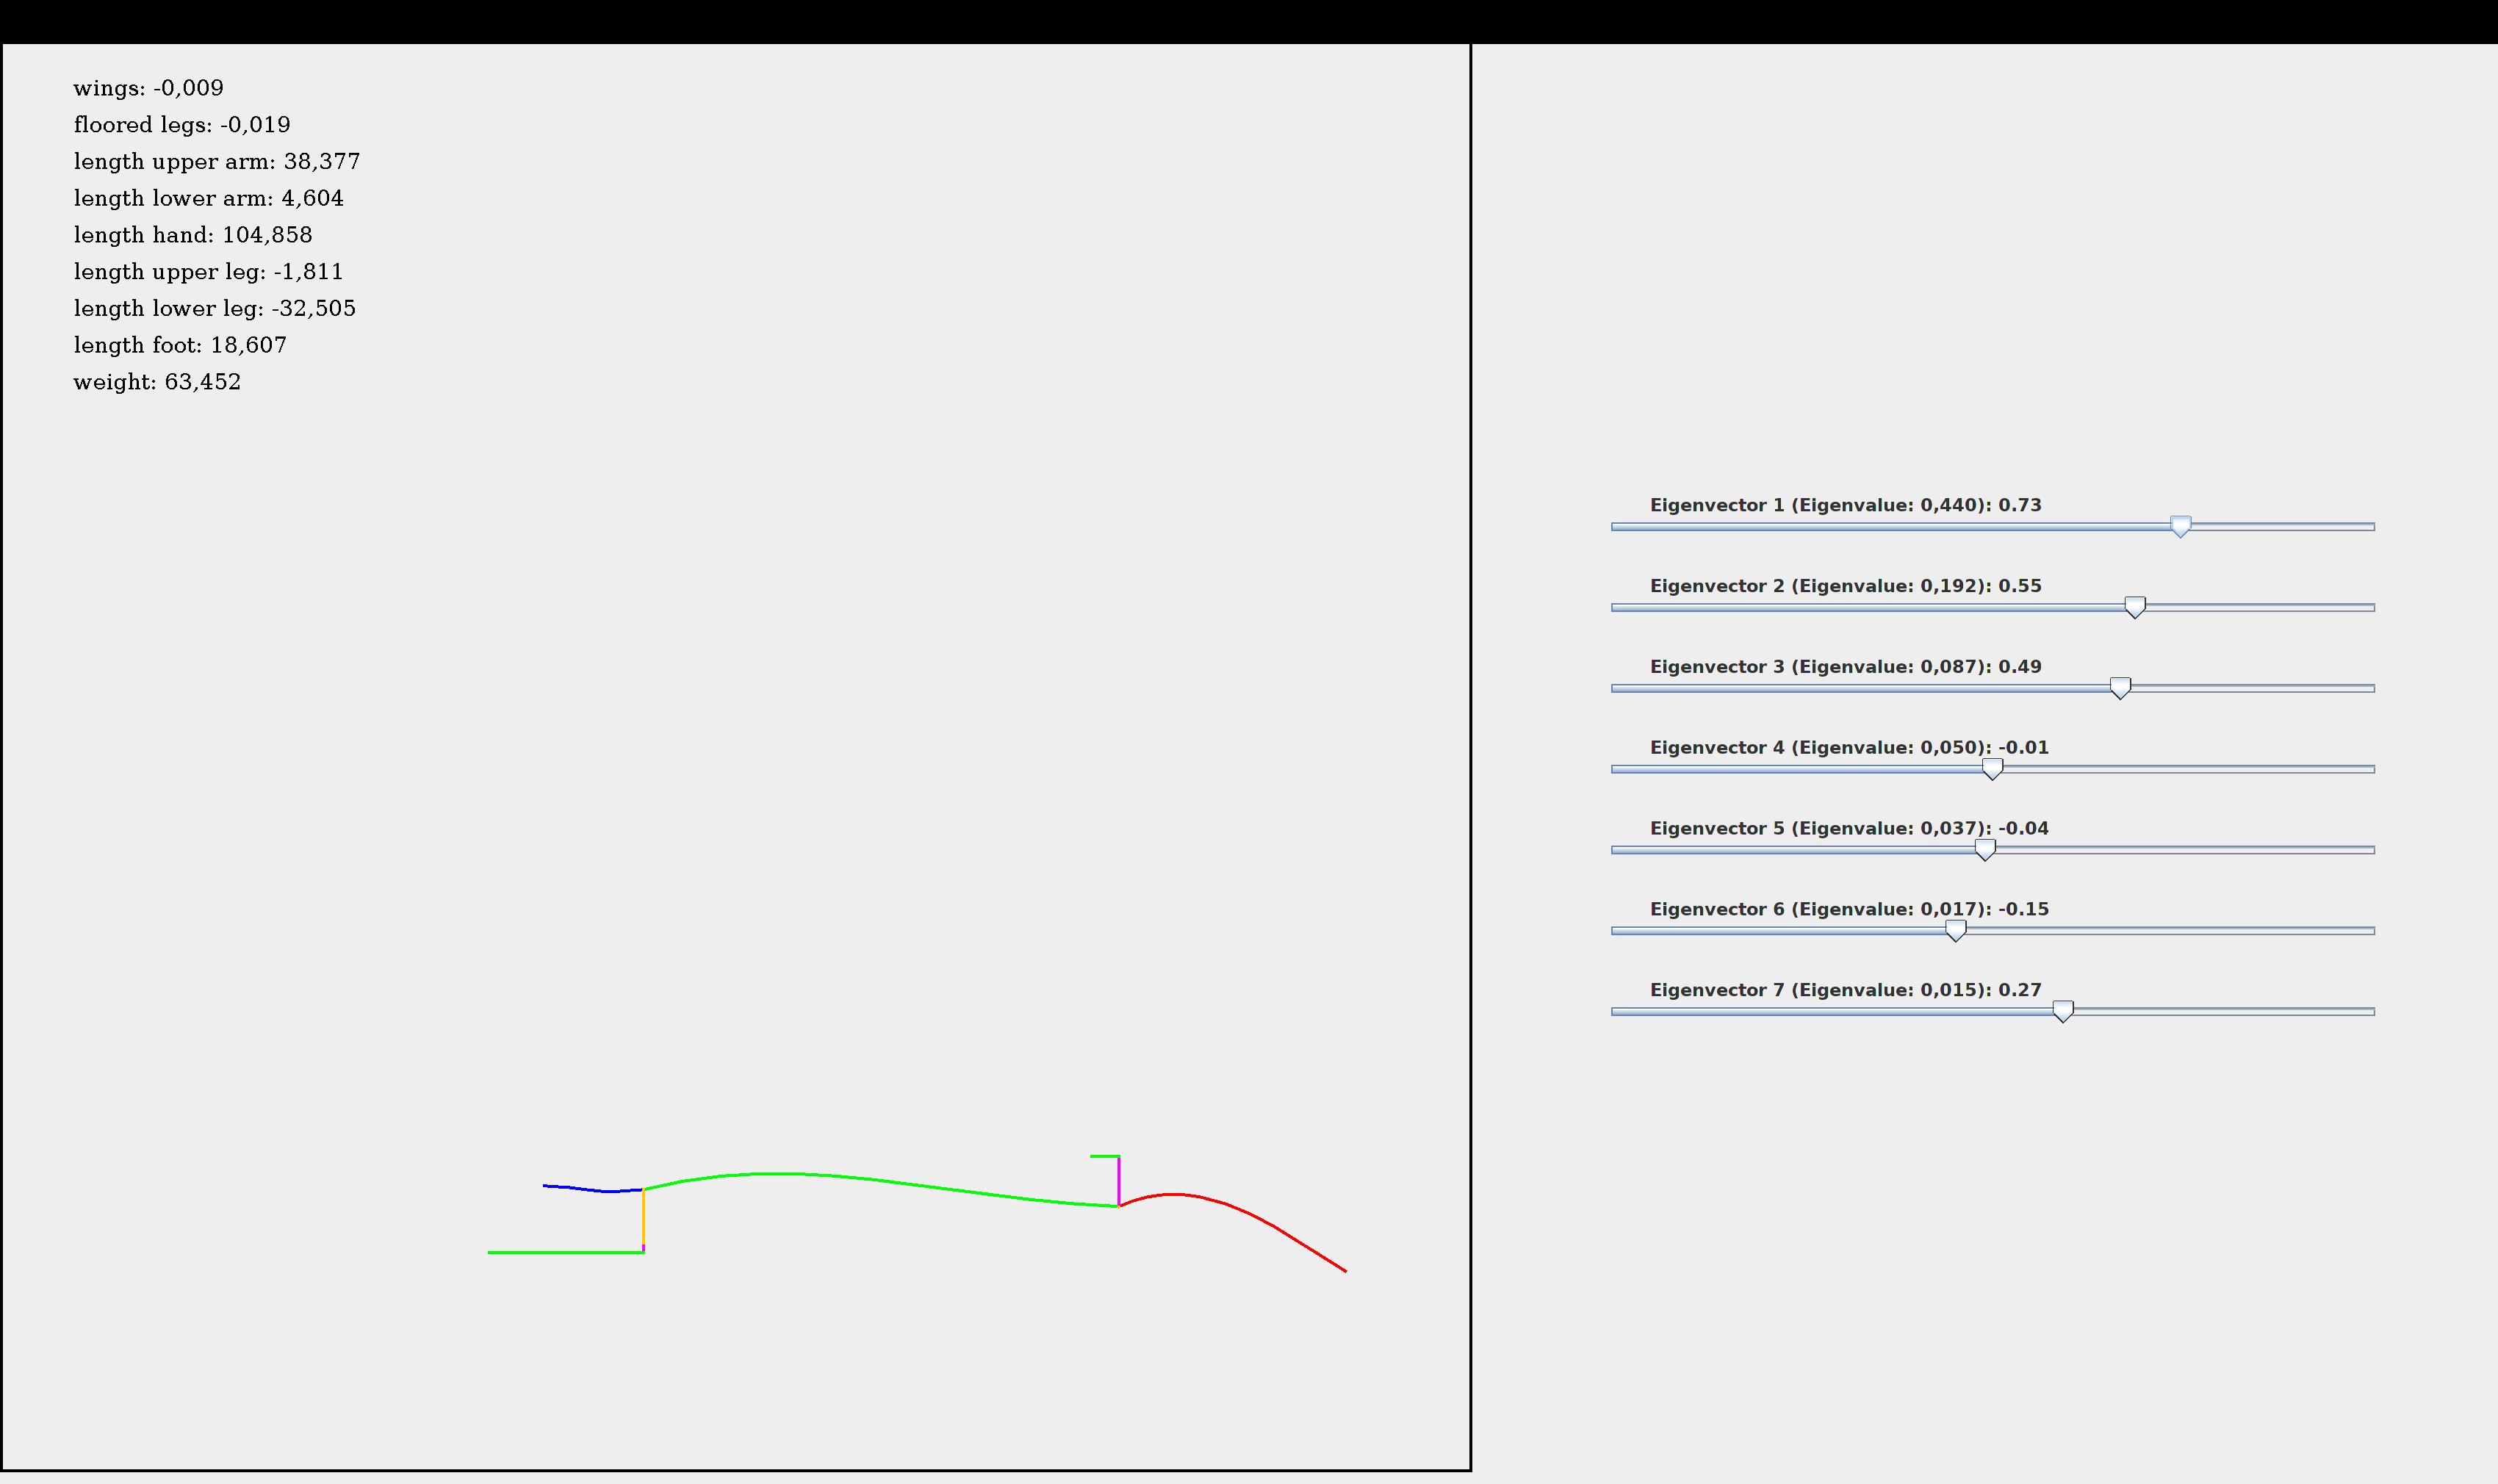 wings: -0,009
floored legs: -0,019
length upper arm: 38,377
length lower arm: 4,604
length hand: 104,858
length upper leg: -1,811
length lower leg: -32,505
length foot: 18,607
weight: 63,452
Eigenvector 1 (Eigenvalue: 0,440): 0.73
Eigenvector 2 (Eigenvalue: 0,192): 0.55
Eigenvector 3 (Eigenvalue: 0,087): 0.49
Eigenvector 4 (Eigenvalue: 0,050): -0.01
Eigenvector 5 (Eigenvalue: 0,037): -0.04
Eigenvector 6 (Eigenvalue: 0,017): -0.15
Eigenvector 7 (Eigenvalue: 0,015): 0.27